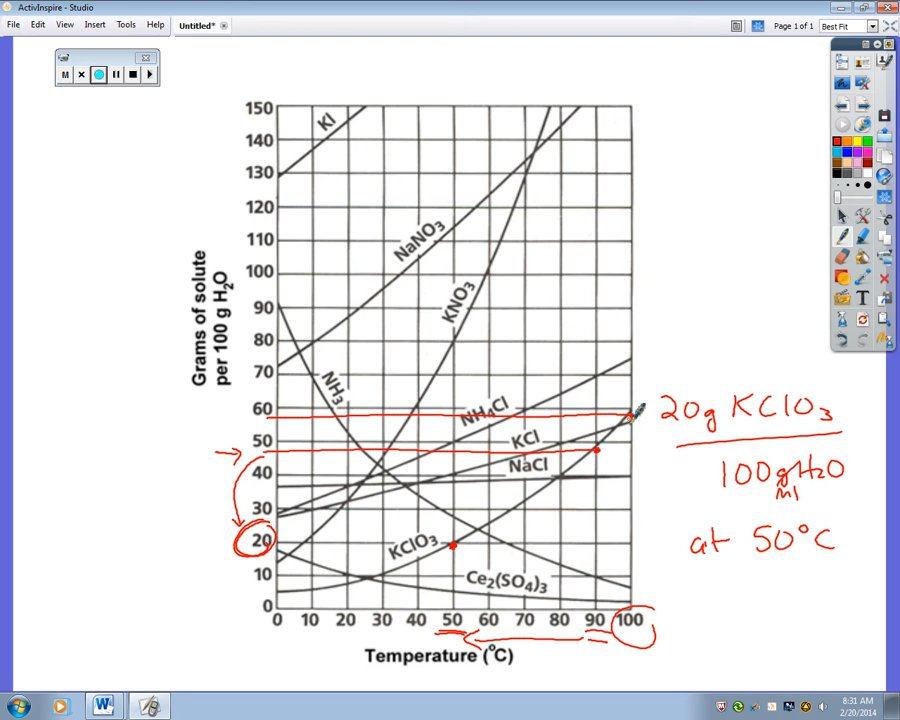 ActivInspire - Studio
File Edit View Insert Tools Help Untitled* Page 1 of 1 Best Fit
M
T
Grams of solute
per 100 g H2O
150
140
130
120
110
100
90
80
70
60
50
40
30
20
10
0
KI
NaNO3
KNO3
NH3
NH4Cl
KCl
NaCl
KClO3
Ce2(SO4)3
0 10 20 30 40 50 60 70 80 90 100
Temperature (°C)
20g KClO3
100g H2O
ml
at 50°C
W
8:31 AM
2/20/2014